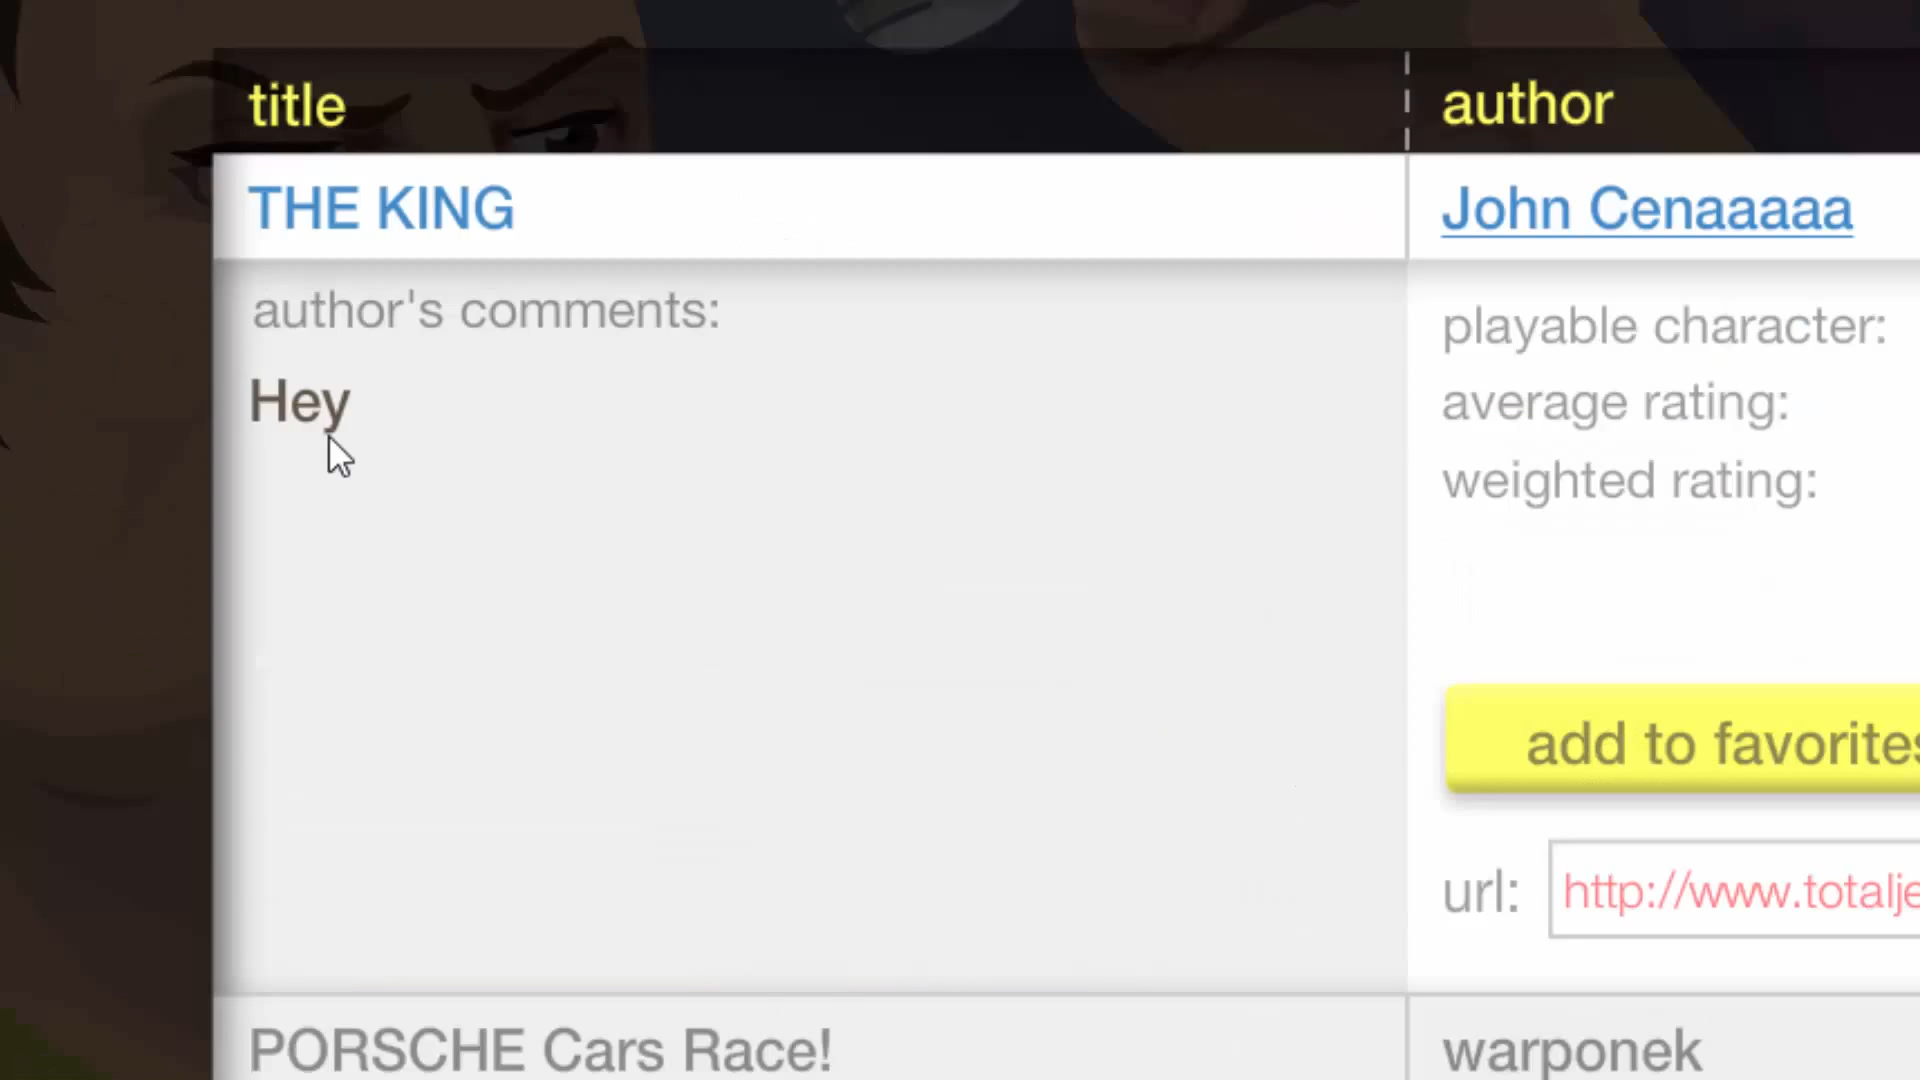 title
author
THE KING
John Cenaaaaa
author's comments:
Hey
playable character:
average rating:
weighted rating:
add to favorites
url:
http://www.totalje
PORSCHE Cars Race!
warponek